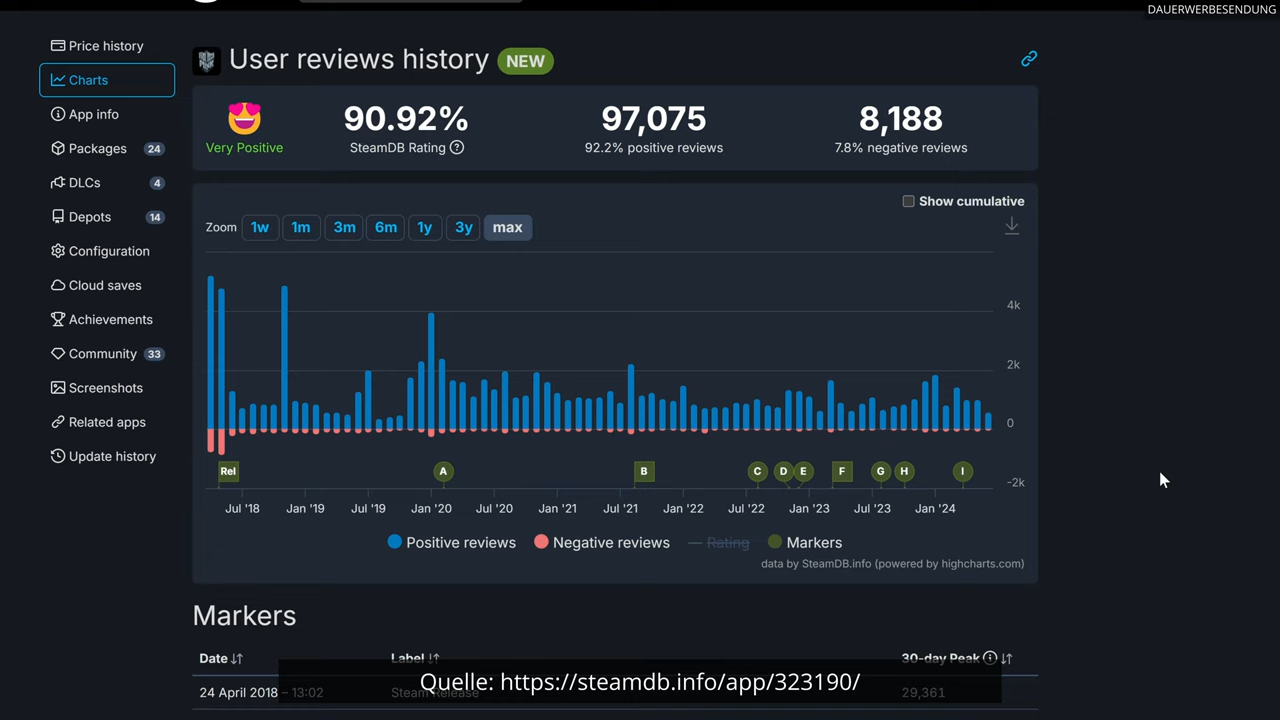 DAUERWERBESENDUNG
Price history
Charts
App info
Packages 24
DLCs 4
Depots 14
Configuration
Cloud saves
Achievements
Community 33
Screenshots
Related apps
Update history
User reviews history NEW
90.92% 97,075 8,188
Very Positive SteamDB Rating ? 92.2% positive reviews 7.8% negative reviews
Show cumulative
Zoom 1w 1m 3m 6m 1y 3y max
4k
2k
0
-2k
Rel A B C D E F G H I
Jul '18 Jan '19 Jul '19 Jan '20 Jul '20 Jan '21 Jul '21 Jan '22 Jul '22 Jan '23 Jul '23 Jan '24
Positive reviews Negative reviews Rating Markers
data by SteamDB.info (powered by highcharts.com)
Markers
Date Label 30-day Peak
24 April 2018 – 13:02 Steam Release 29,361
Quelle: https://steamdb.info/app/323190/